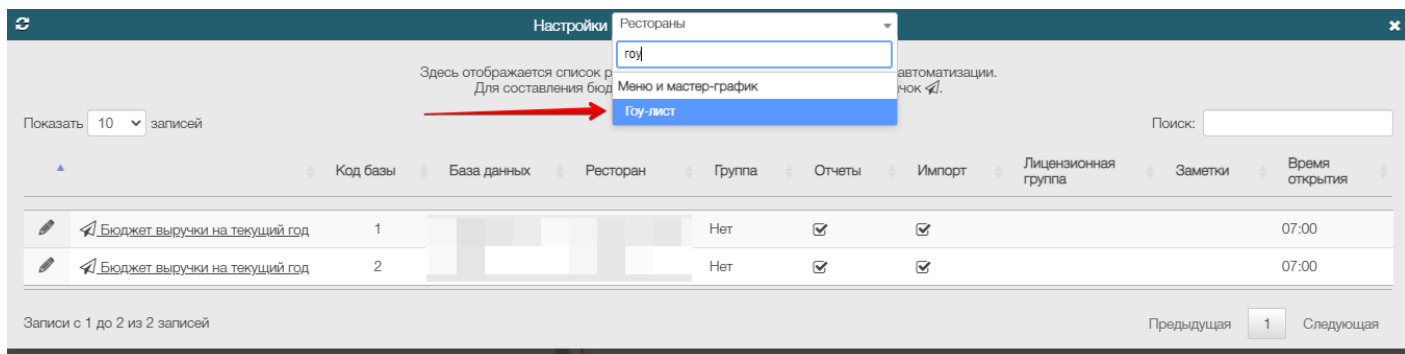 Настройки Рестораны
гоу
Здесь отображается список р автоматизации.
Меню и мастер-график
Для составления бюд чок
Гоу-лист
Показать 10 записей
Поиск:
Код базы База данных Ресторан Группа Отчеты Импорт Лицензионная группа Заметки Время открытия
Бюджет выручки на текущий год 1 Нет 07:00
Бюджет выручки на текущий год 2 Нет 07:00
Записи с 1 до 2 из 2 записей
Предыдущая 1 Следующая